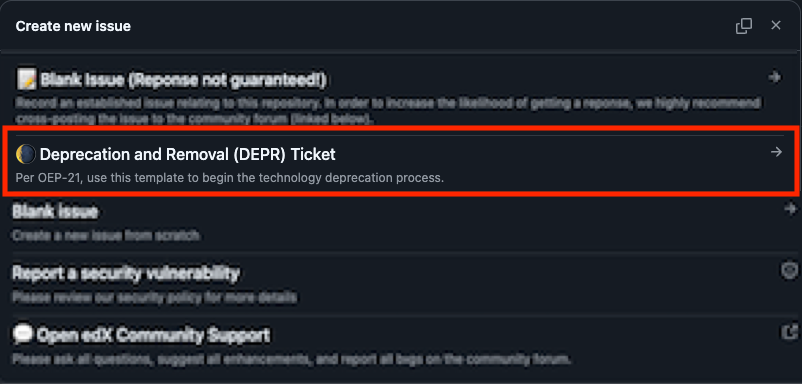 Create new issue
Blank Issue (Reponse not guaranteed!)
Record an established issue relating to this repository. In order to increase the likelihood of getting a reponse, we highly recommend
cross-posting the issue to the community forum (linked below).
Deprecation and Removal (DEPR) Ticket
Per OEP-21, use this template to begin the technology deprecation process.
Blank issue
Create a new issue from scratch
Report a security vulnerability
Please review our security policy for more details
Open edX Community Support
Please ask all questions, suggest all enhancements, and report all bugs on the community forum.